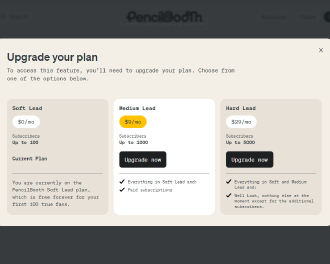 PencilBooth
Upgrade your plan
x
To access this feature, you'll need to upgrade your plan. Choose from
one of the options below.
Soft Lead
$0/mo
Subscribers
Up to 100
Current Plan
You are currently on the
PencilBooth Soft Lead plan,
which is free forever for your
first 100 true fans.
Medium Lead
$9/mo
Subscribers
Up to 1000
Upgrade now
Everything in Soft Lead and:
Paid subscriptions
Hard Lead
$29/mo
Subscribers
Up to 5000
Upgrade now
Everything in Soft and Medium
Lead and:
Well look, nothing else at the
moment except for the additional
subscribers.